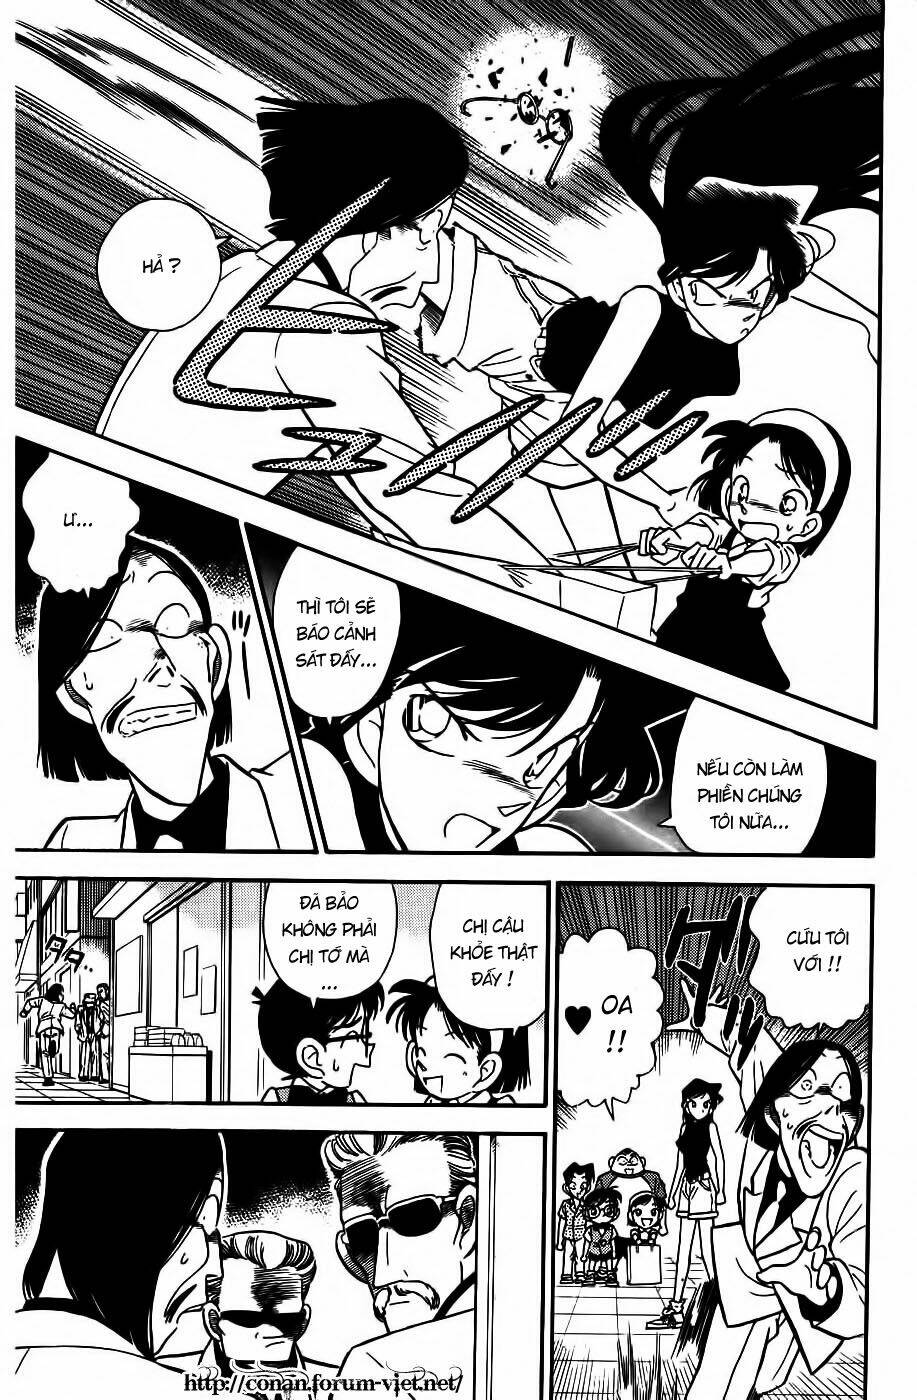 HẢ ?
NẾU CÒN LÀM
PHIỀN CHÚNG
TÔI NỮA...
THÌ TÔI SẼ
BÁO CẢNH
SÁT ĐẤY...
Ư...
CỨU TÔI
VỚI !!
OA
♥ !!
CHỊ CẬU
KHỎE THẬT
ĐẤY !
ĐÃ BẢO
KHÔNG PHẢI
CHỊ TỚ MÀ
...
http://conan.forum-viet.net/